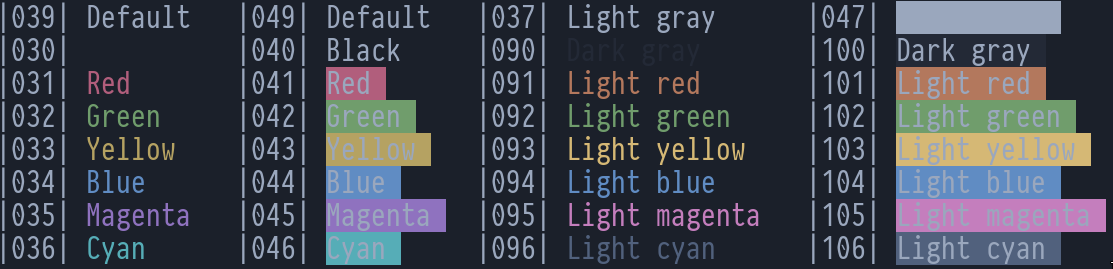 |039| Default |049| Default |037| Light gray |047|
|030| |040| Black |090| Dark gray |100| Dark gray
|031| Red |041| Red |091| Light red |101| Light red
|032| Green |042| Green |092| Light green |102| Light green
|033| Yellow |043| Yellow |093| Light yellow |103| Light yellow
|034| Blue |044| Blue |094| Light blue |104| Light blue
|035| Magenta |045| Magenta |095| Light magenta |105| Light magenta
|036| Cyan |046| Cyan |096| Light cyan |106| Light cyan